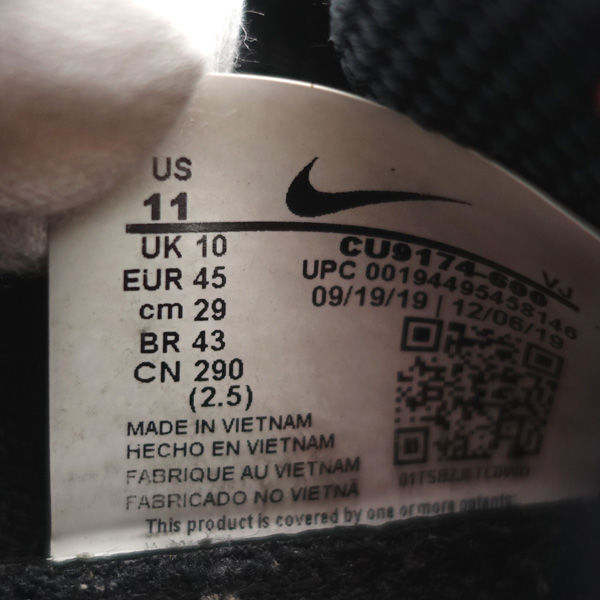 US
11
UK 10
EUR 45
cm 29
BR 43
CN 290
(2.5)
CU9174-600
UPC 00194495458146
09/19/19 | 12/06/19
VJ
MADE IN VIETNAM
HECHO EN VIETNAM
FABRIQUE AU VIETNAM
FABRICADO NO VIETNÃ
This product is covered by one or more patents: